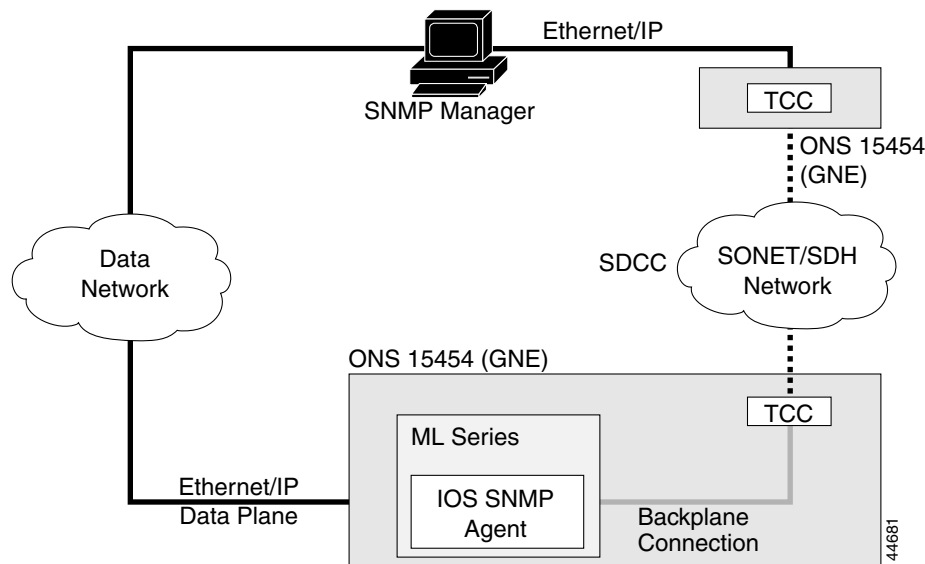 Ethernet/IP
TCC
SNMP Manager
ONS 15454
(GNE)
Data
Network
SDCC
SONET/SDH
Network
ONS 15454 (GNE)
TCC
ML Series
Ethernet/IP
Data Plane
IOS SNMP
Agent
Backplane
Connection
44681